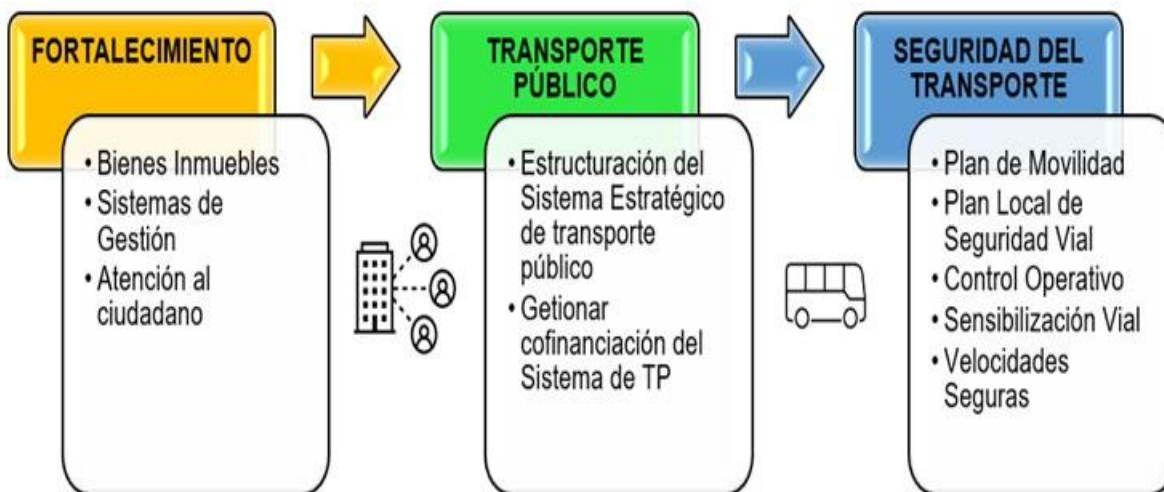 FORTALECIMIENTO
• Bienes Inmuebles
• Sistemas de
Gestión
• Atención al
ciudadano
TRANSPORTE
PÚBLICO
• Estructuración del
Sistema Estratégico
de transporte
público
• Getionar
cofinanciación del
Sistema de TP
SEGURIDAD DEL
TRANSPORTE
• Plan de Movilidad
• Plan Local de
Seguridad Vial
• Control Operativo
• Sensibilización Vial
• Velocidades
Seguras